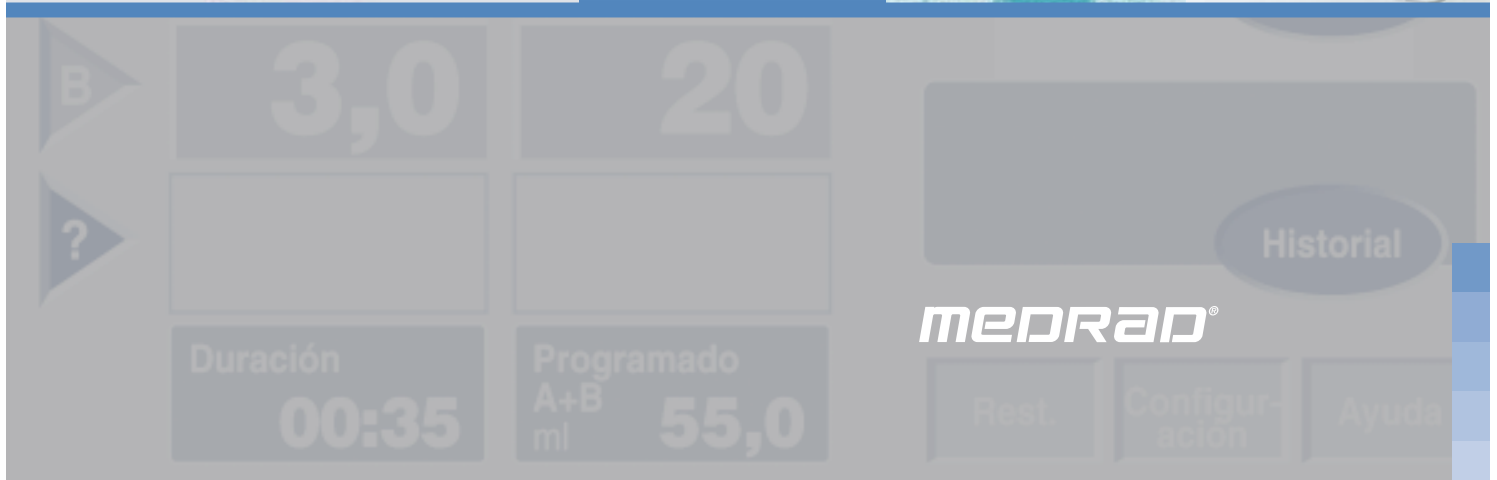 B
3,0
20
?
Historial
MEDRAD®
Duración
00:35
Programado
A+B
ml
55,0
Rest.
Configur-
ación
Ayuda